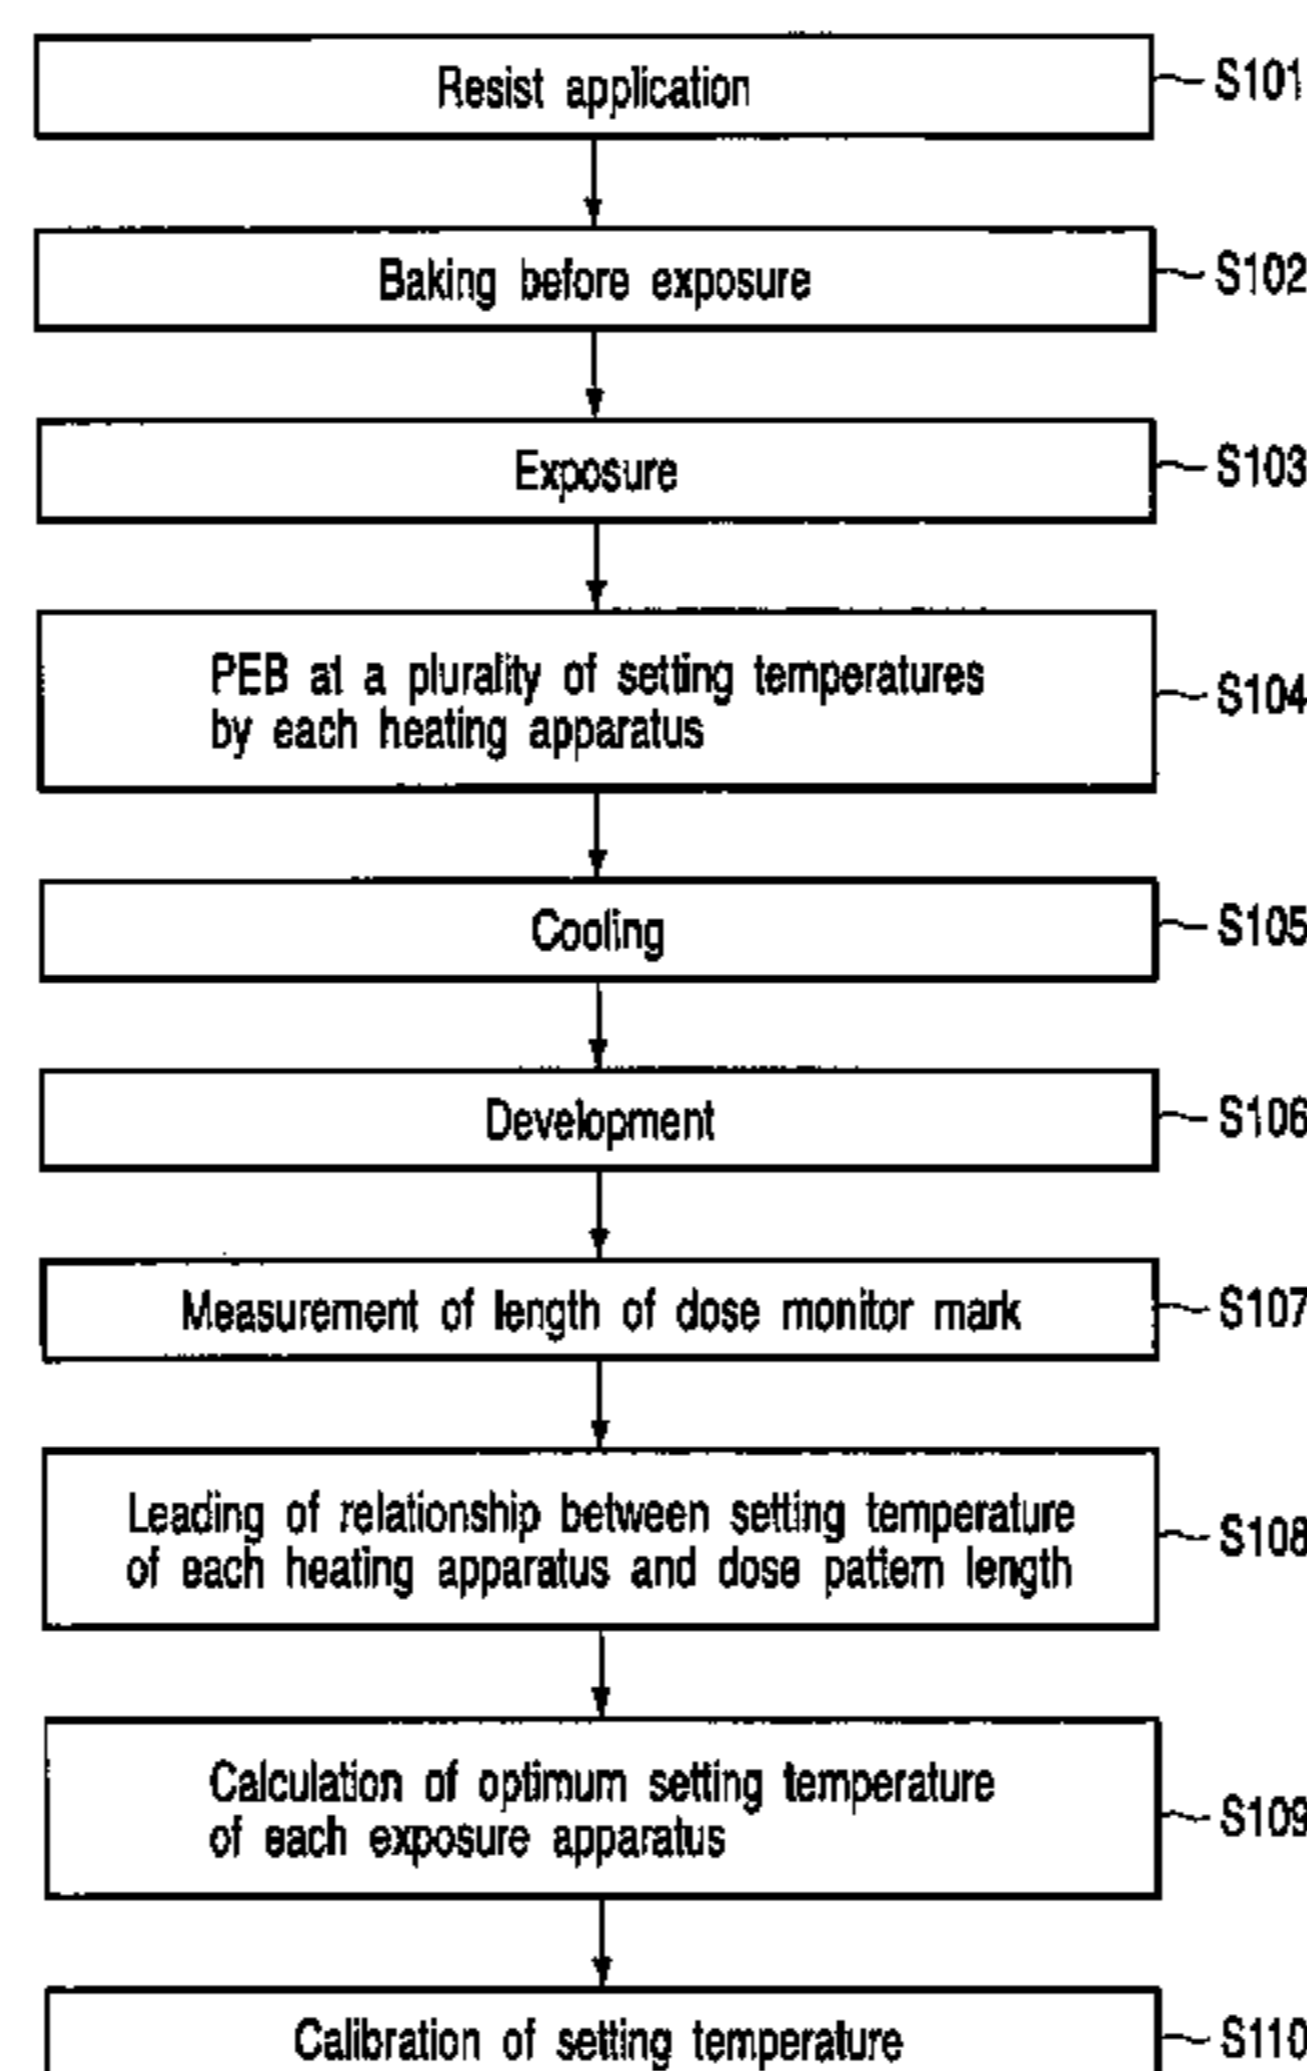 Resist application
S101
Baking before exposure
S102
Exposure
S103
PEB at a plurality of setting temperatures
by each heating apparatus
S104
Cooling
S105
Development
S106
Measurement of length of dose monitor mark
S107
Leading of relationship between setting temperature
of each heating apparatus and dose pattern length
S108
Calculation of optimum setting temperature
of each exposure apparatus
S109
Calibration of setting temperature
S110